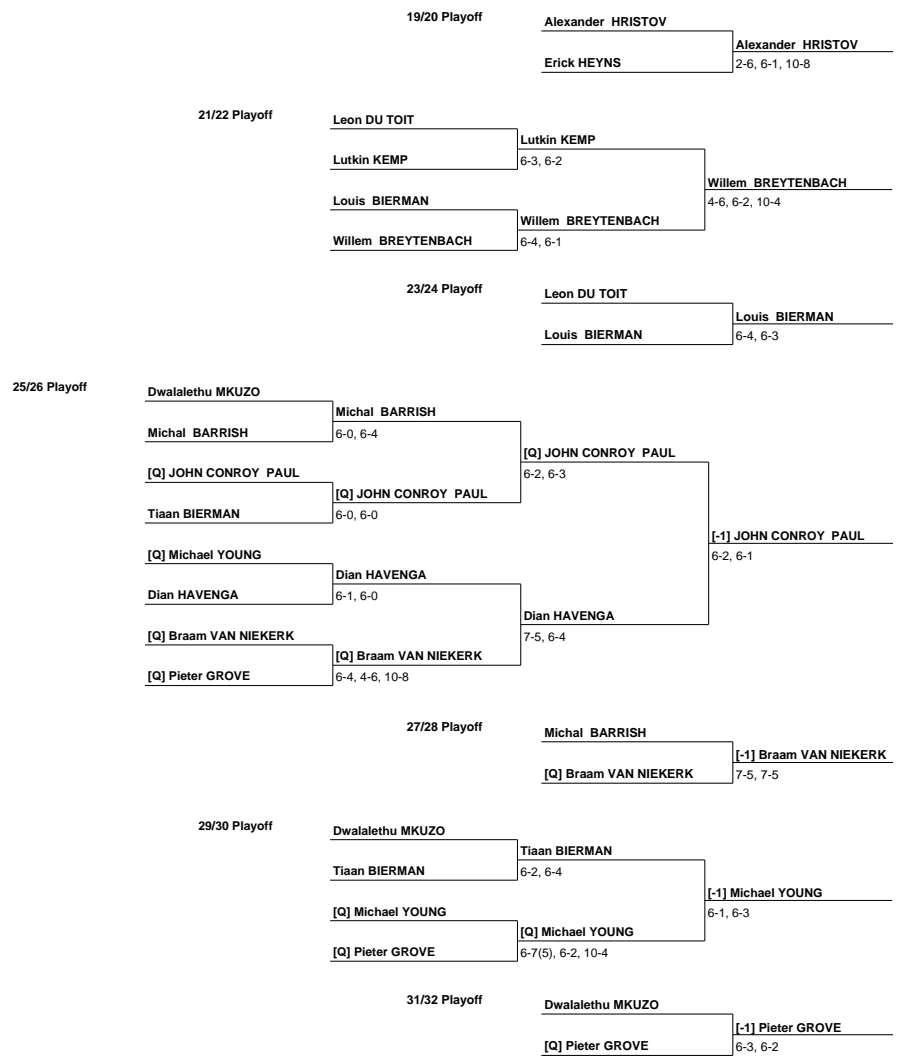 19/20 Playoff
Alexander HRISTOV
Alexander HRISTOV
Erick HEYNS
2-6, 6-1, 10-8
21/22 Playoff
Leon DU TOIT
Lutkin KEMP
Lutkin KEMP
6-3, 6-2
Willem BREYTENBACH
Louis BIERMAN
4-6, 6-2, 10-4
Willem BREYTENBACH
Willem BREYTENBACH
6-4, 6-1
23/24 Playoff
Leon DU TOIT
Louis BIERMAN
Louis BIERMAN
6-4, 6-3
25/26 Playoff
Dwalalethu MKUZO
Michal BARRISH
Michal BARRISH
6-0, 6-4
[Q] JOHN CONROY PAUL
[Q] JOHN CONROY PAUL
6-2, 6-3
[Q] JOHN CONROY PAUL
Tiaan BIERMAN
6-0, 6-0
[-1] JOHN CONROY PAUL
[Q] Michael YOUNG
6-2, 6-1
Dian HAVENGA
Dian HAVENGA
6-1, 6-0
Dian HAVENGA
[Q] Braam VAN NIEKERK
7-5, 6-4
[Q] Braam VAN NIEKERK
[Q] Pieter GROVE
6-4, 4-6, 10-8
27/28 Playoff
Michal BARRISH
[-1] Braam VAN NIEKERK
[Q] Braam VAN NIEKERK
7-5, 7-5
29/30 Playoff
Dwalalethu MKUZO
Tiaan BIERMAN
Tiaan BIERMAN
6-2, 6-4
[-1] Michael YOUNG
[Q] Michael YOUNG
6-1, 6-3
[Q] Michael YOUNG
[Q] Pieter GROVE
6-7(5), 6-2, 10-4
31/32 Playoff
Dwalalethu MKUZO
[-1] Pieter GROVE
[Q] Pieter GROVE
6-3, 6-2